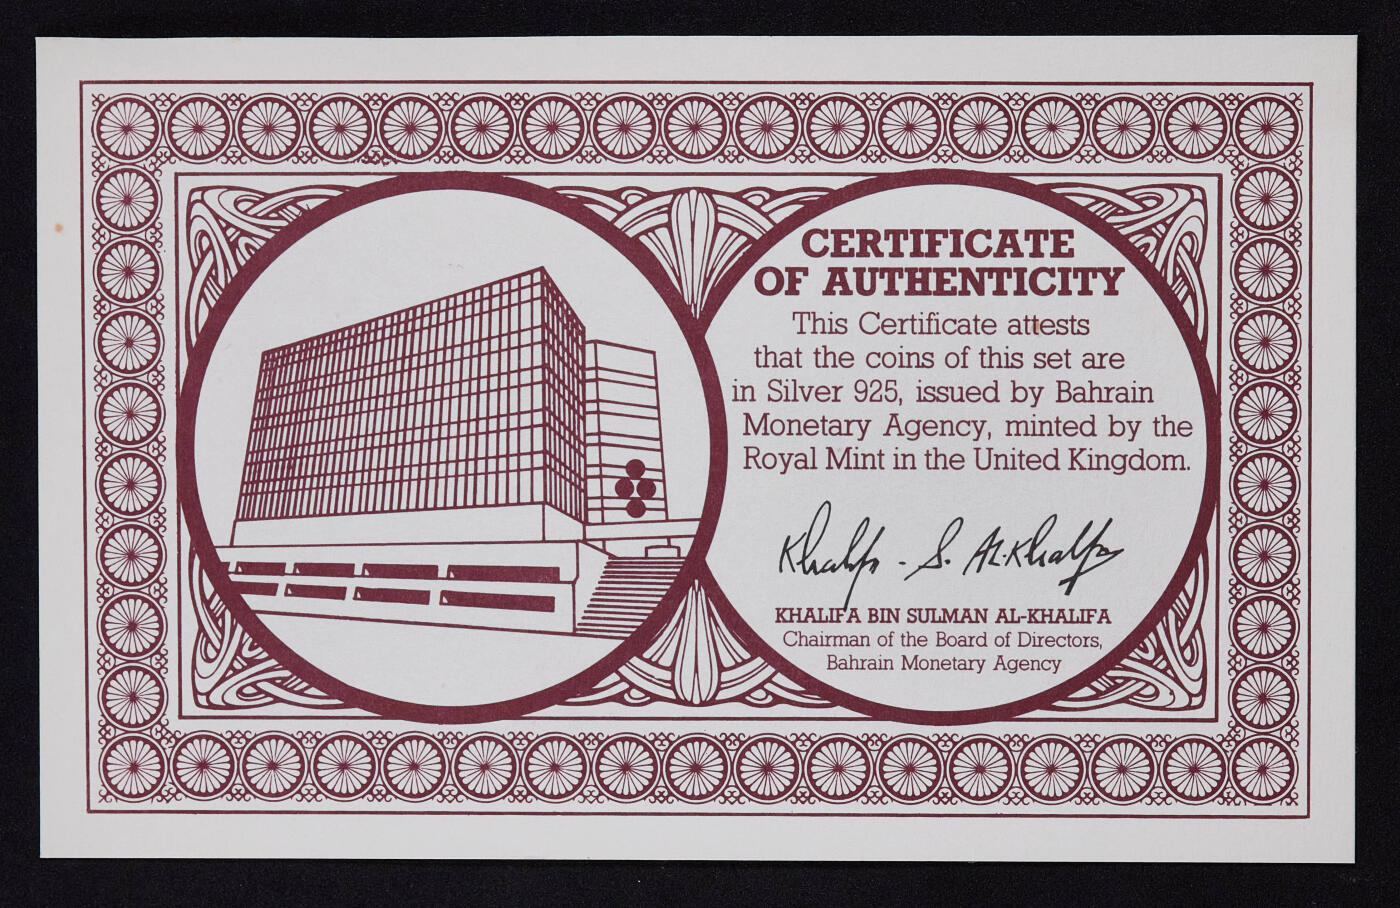 CERTIFICATE
OF AUTHENTICITY
This Certificate attests
that the coins of this set are
in Silver 925, issued by Bahrain
Monetary Agency, minted by the
Royal Mint in the United Kingdom.
Khalifa - S. AL-Khalifa
KHALIFA BIN SULMAN AL-KHALIFA
Chairman of the Board of Directors,
Bahrain Monetary Agency